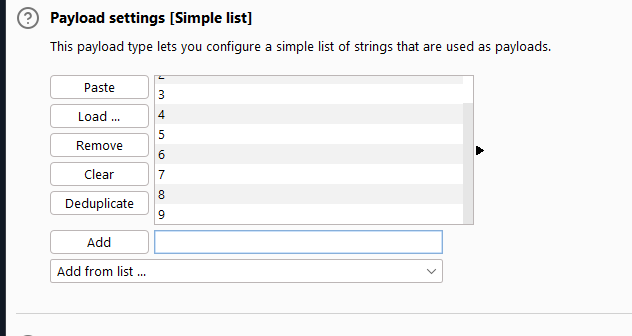 ?
Payload settings [Simple list]
This payload type lets you configure a simple list of strings that are used as payloads.
Paste
Load ...
Remove
Clear
Deduplicate
3
4
5
6
7
8
9
Add
Add from list ...